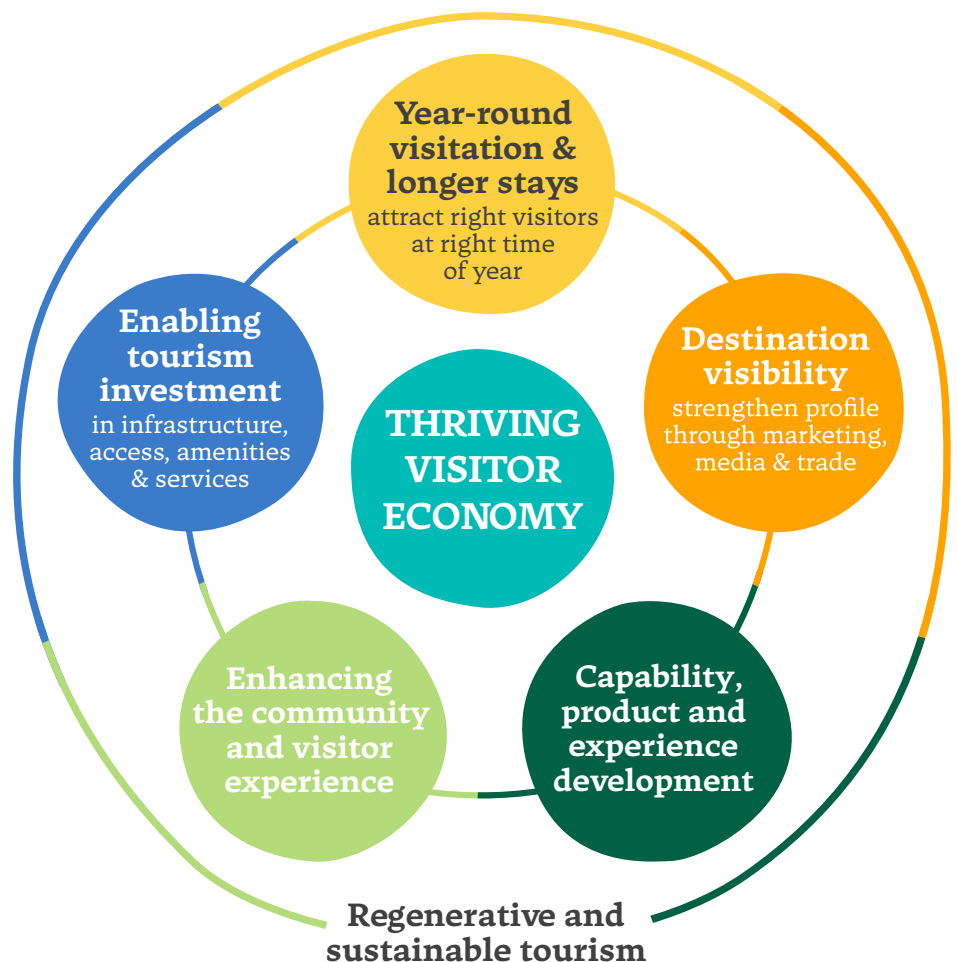 Year-round
visitation &
longer stays
attract right visitors
at right time
of year
Enabling
tourism
investment
in infrastructure,
access, amenities
& services
Destination
visibility
strengthen profile
through marketing,
media & trade
THRIVING
VISITOR
ECONOMY
Enhancing
the community
and visitor
experience
Capability,
product and
experience
development
Regenerative and
sustainable tourism